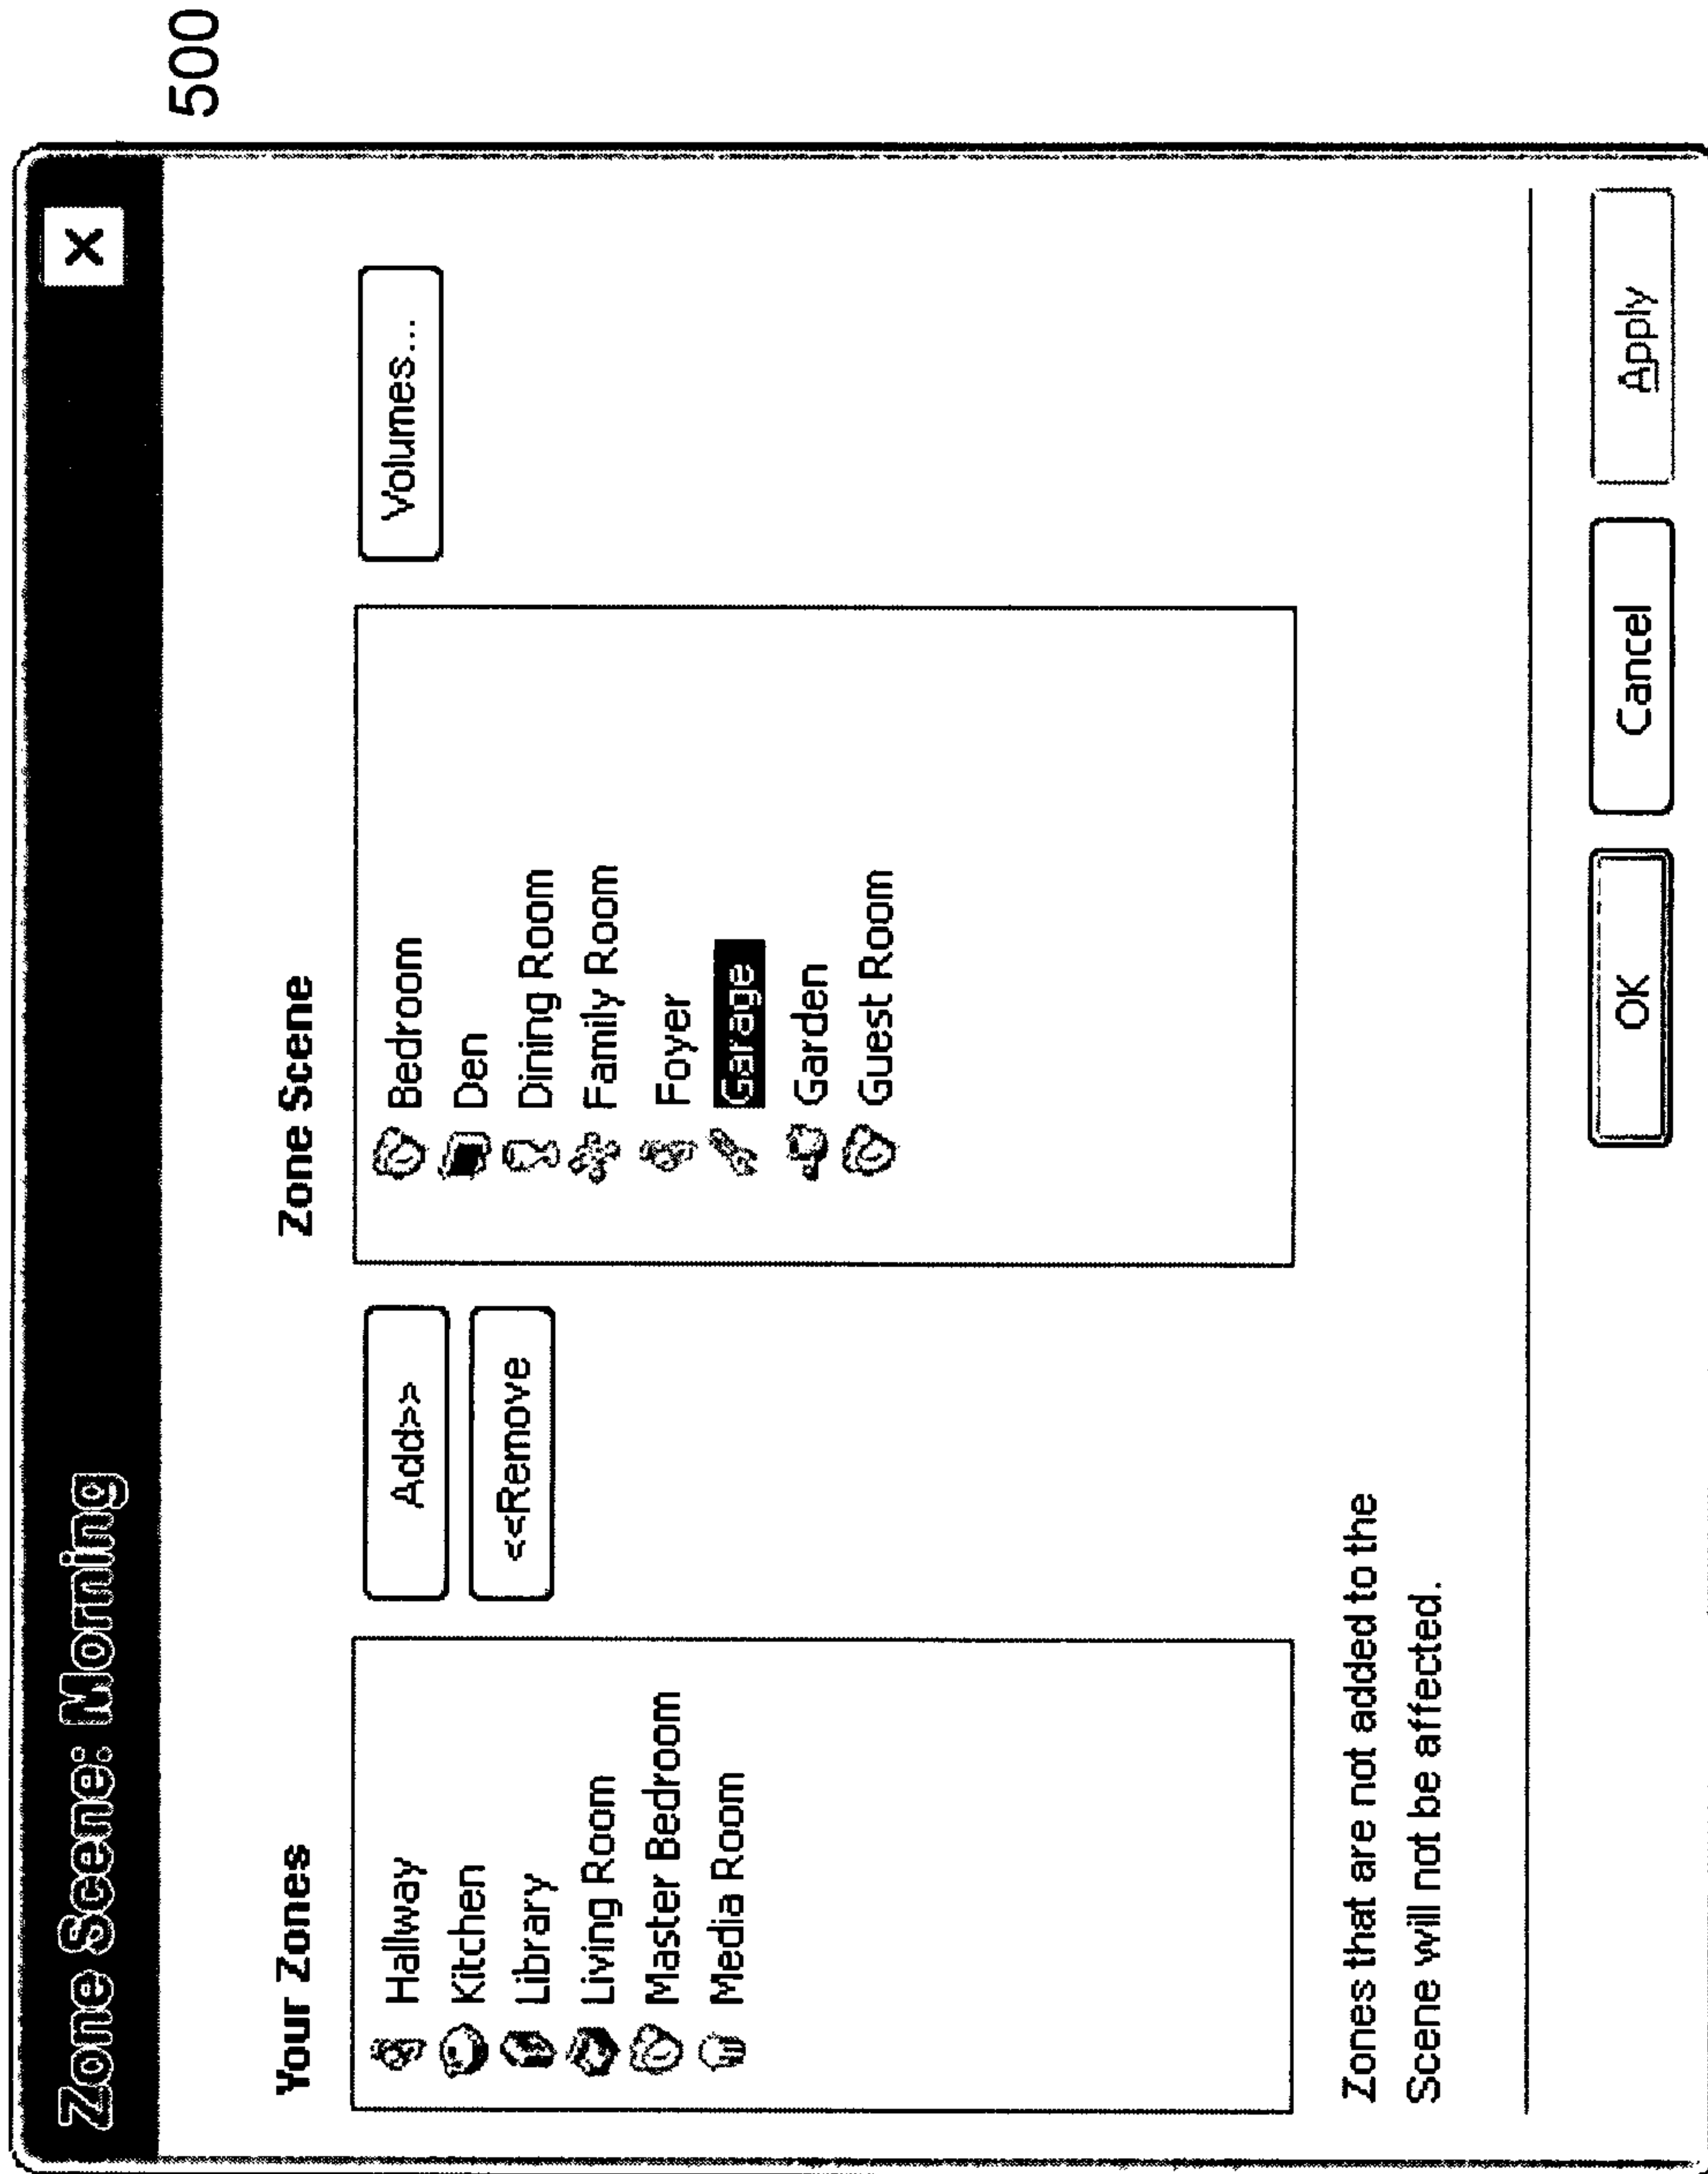 500
Zone Scene: Morning
X
Your Zones
Hallway
Kitchen
Library
Living Room
Master Bedroom
Media Room
Add>>
<<Remove
Zone Scene
Bedroom
Den
Dining Room
Family Room
Foyer
Garage
Garden
Guest Room
Volumes...
Zones that are not added to the
Scene will not be affected.
OK
Cancel
Apply